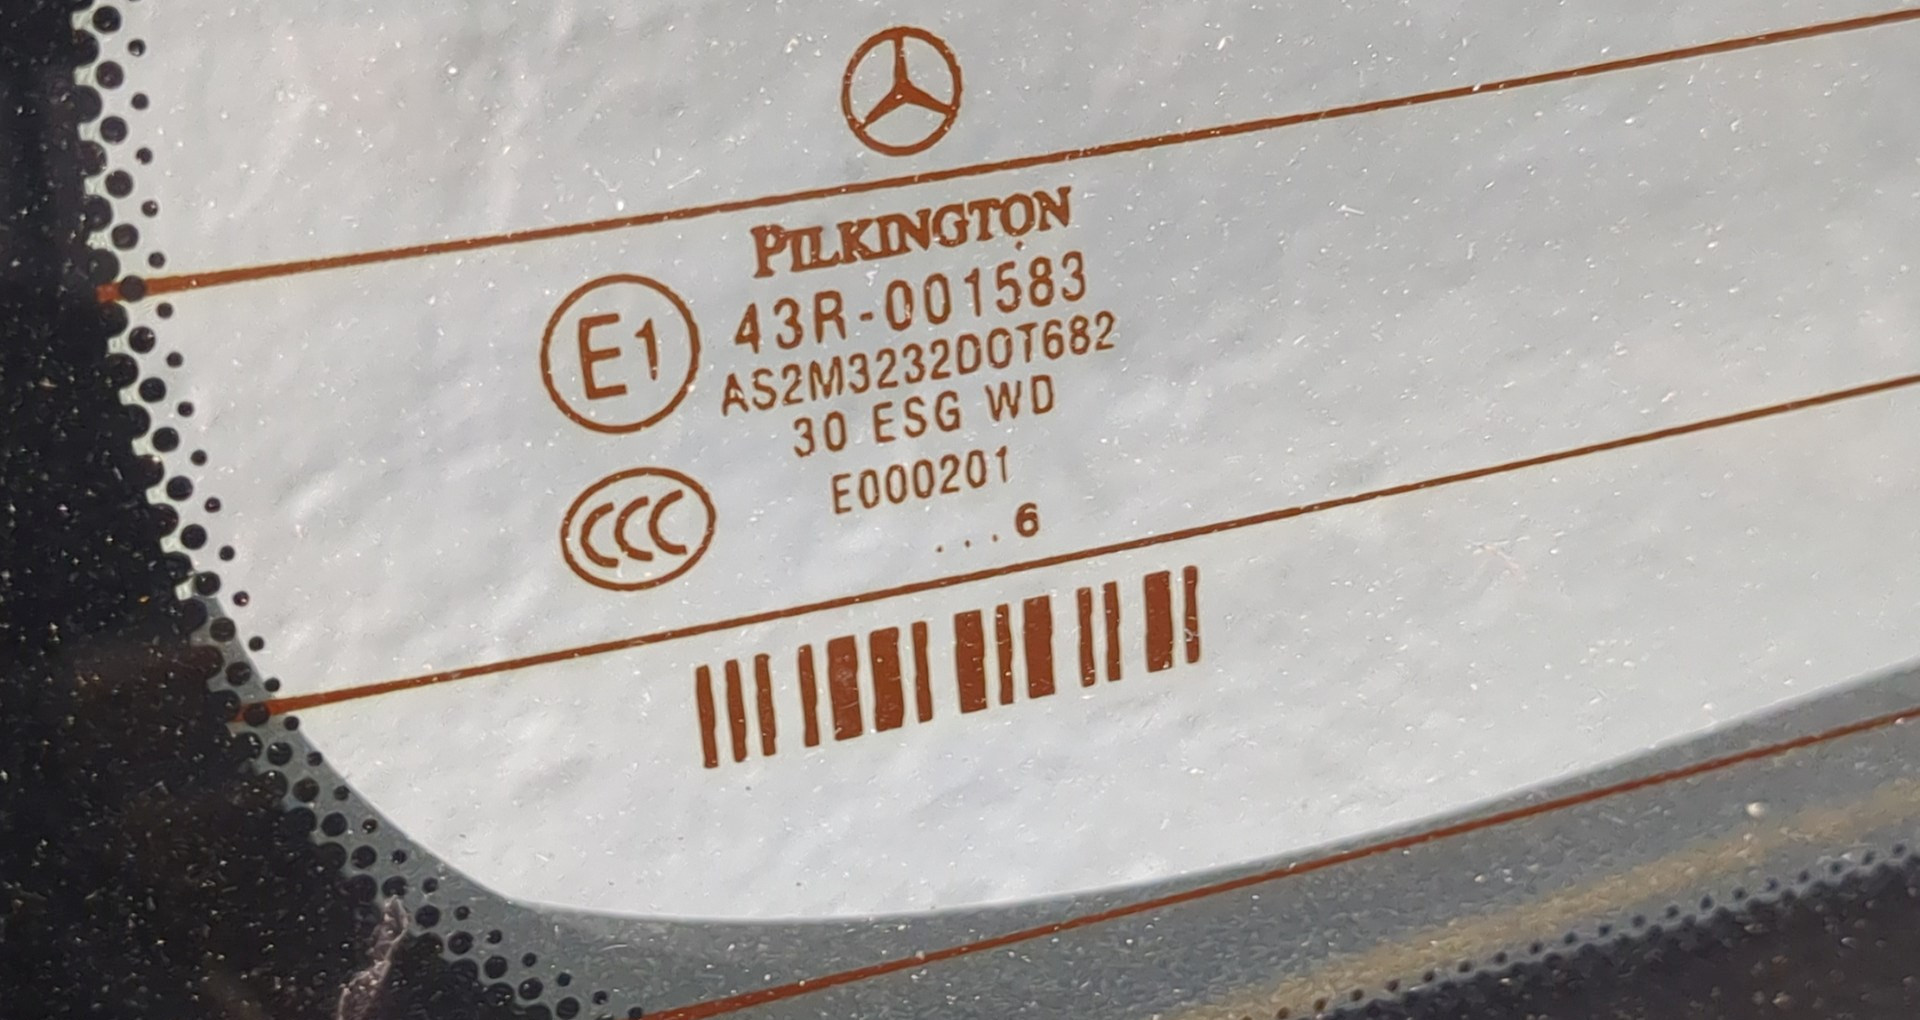 PILKINGTON
E1
43R-001583
AS2M3232DOT682
30 ESG WD
E000201
CCC
...6